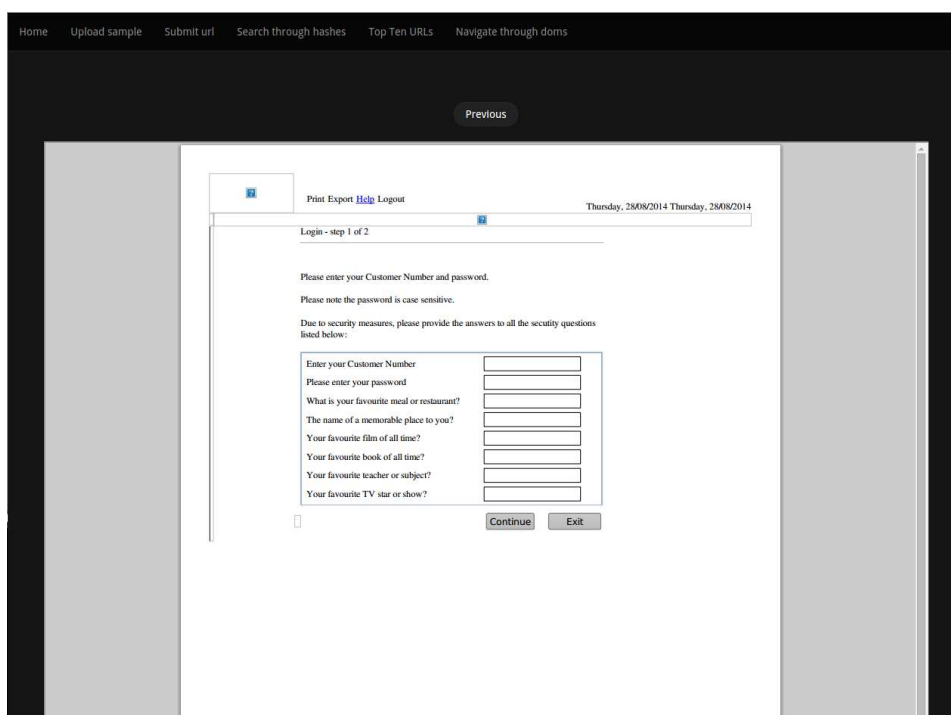 Home Upload sample Submit url Search through hashes Top Ten URLs Navigate through doms
Previous
Print Export Help Logout
Thursday, 28/08/2014 Thursday, 28/08/2014
Login - step 1 of 2
Please enter your Customer Number and password.
Please note the password is case sensitive.
Due to security measures, please provide the answers to all the secutity questions
listed below:
Enter your Customer Number
Please enter your password
What is your favourite meal or restaurant?
The name of a memorable place to you?
Your favourite film of all time?
Your favourite book of all time?
Your favourite teacher or subject?
Your favourite TV star or show?
Continue Exit